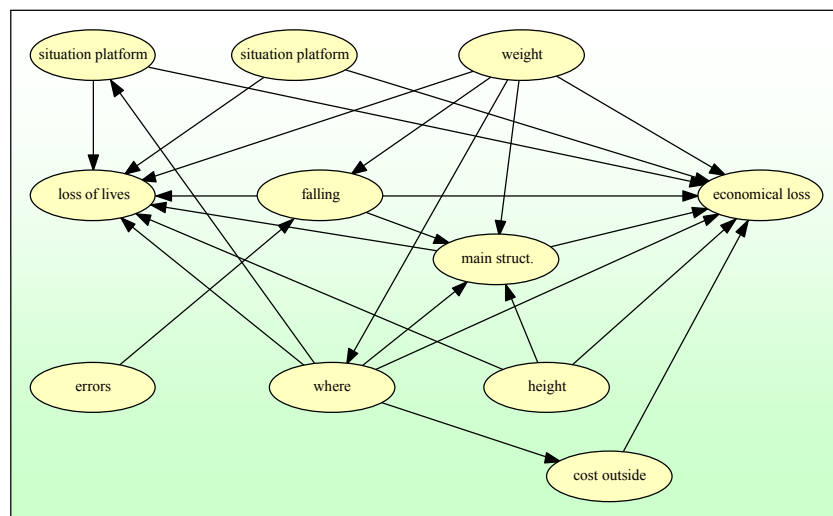 situation platform
situation platform
weight
loss of lives
falling
economical loss
main struct.
errors
where
height
cost outside